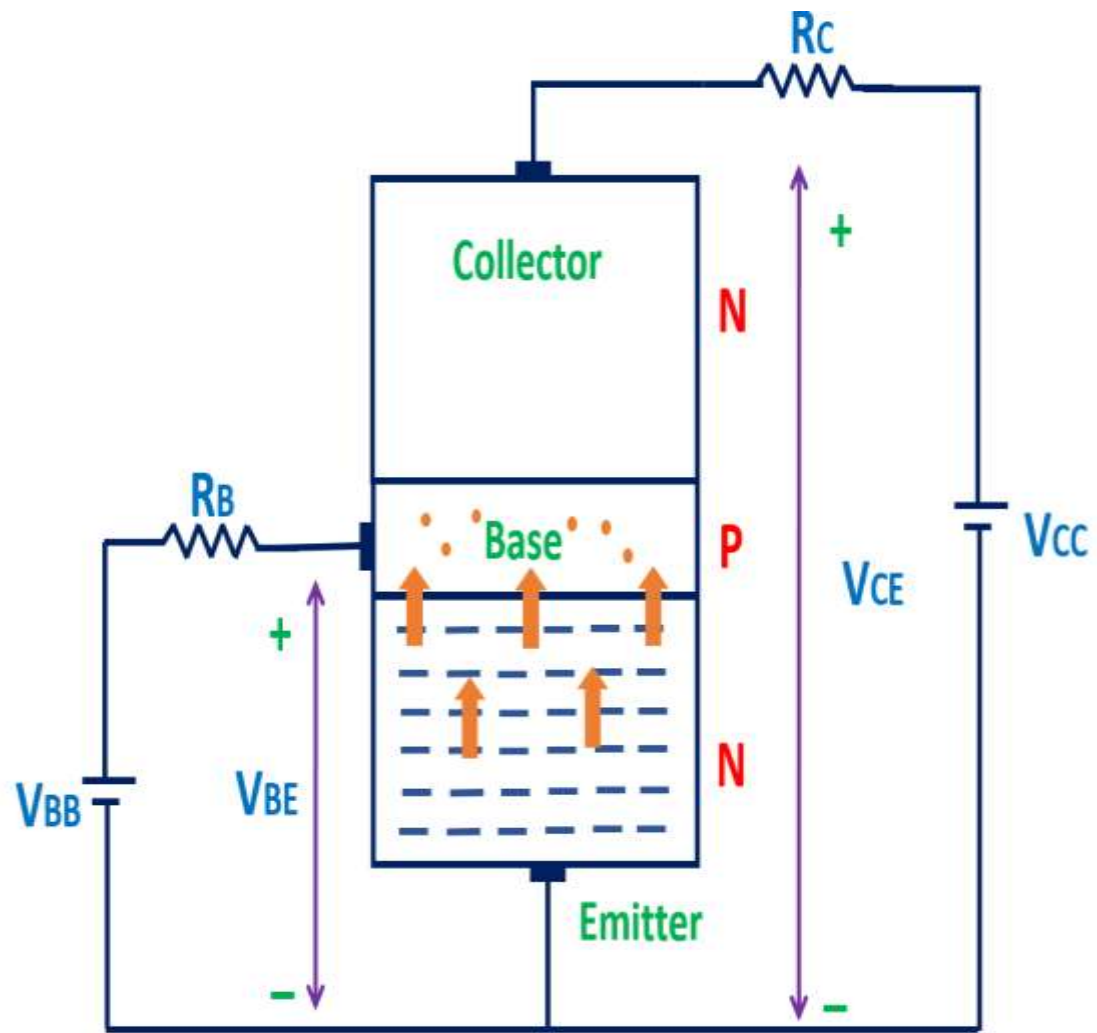 RC
Collector
N
+
RB
Base
P
VCC
VCE
+
VBB
VBE
N
Emitter
−
−